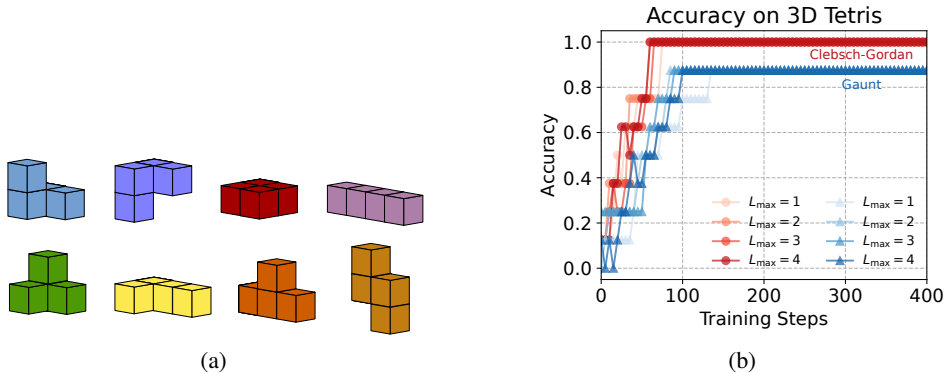 Accuracy on 3D Tetris
1.0
0.8
0.6
0.4
0.2
0.0
Accuracy
Clebsch-Gordan
Gaunt
L_max = 1
L_max = 2
L_max = 3
L_max = 4
L_max = 1
L_max = 2
L_max = 3
L_max = 4
0 100 200 300 400
Training Steps
(a)
(b)